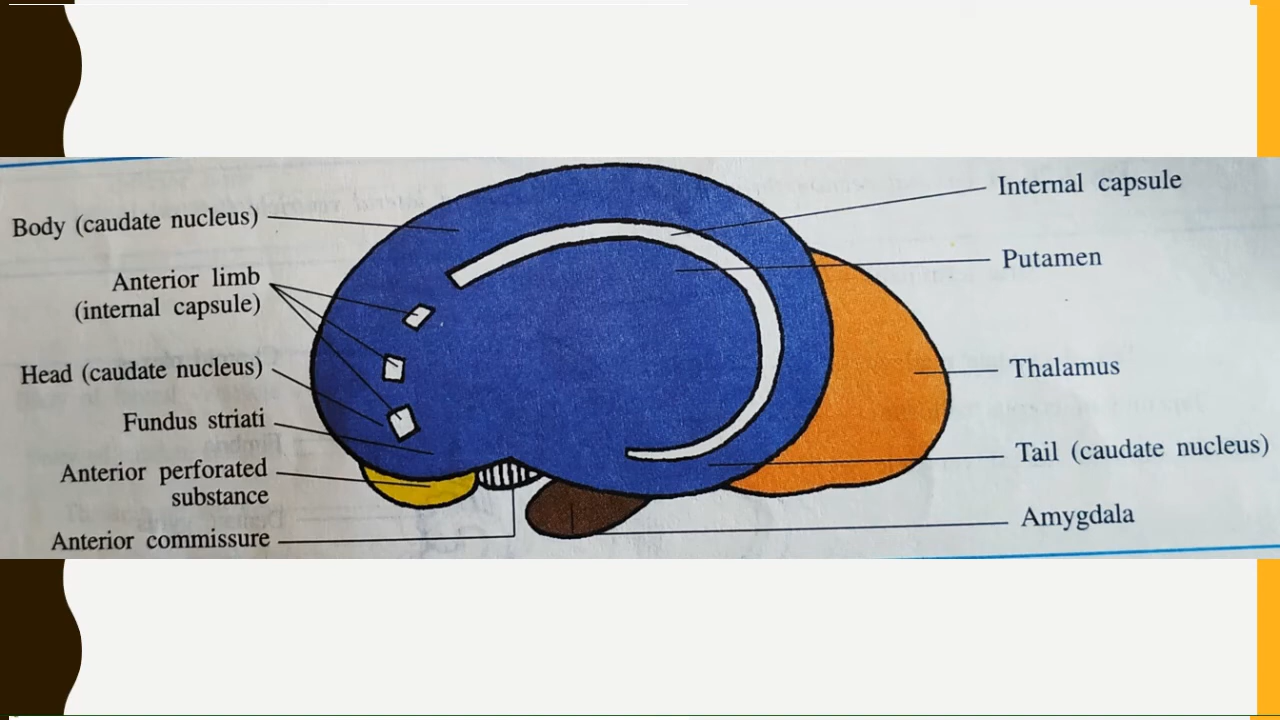 Body (caudate nucleus)
Anterior limb
(internal capsule)
Head (caudate nucleus)
Fundus striati
Anterior perforated
substance
Anterior commissure
Internal capsule
Putamen
Thalamus
Tail (caudate nucleus)
Amygdala